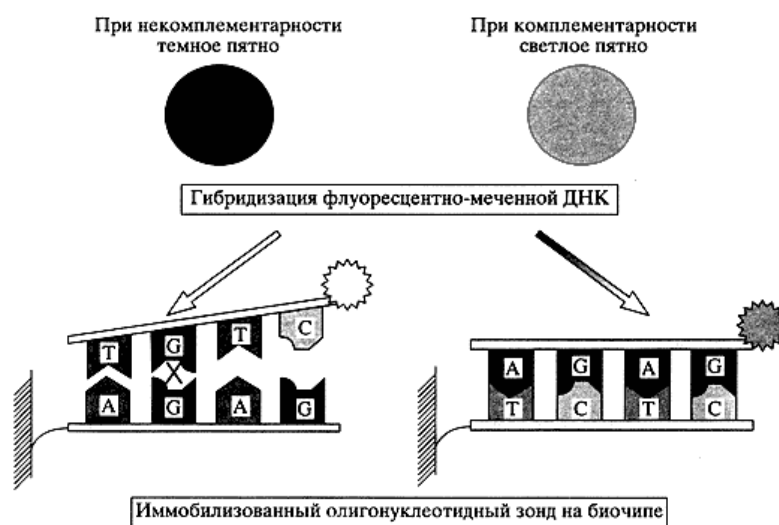 При некомплементарности
темное пятно
При комплементарности
светлое пятно
Гибридизация флуоресцентно-меченной ДНК
T G T C
A G A G
A G A G
T C T C
Иммобилизованный олигонуклеотидный зонд на биочипе